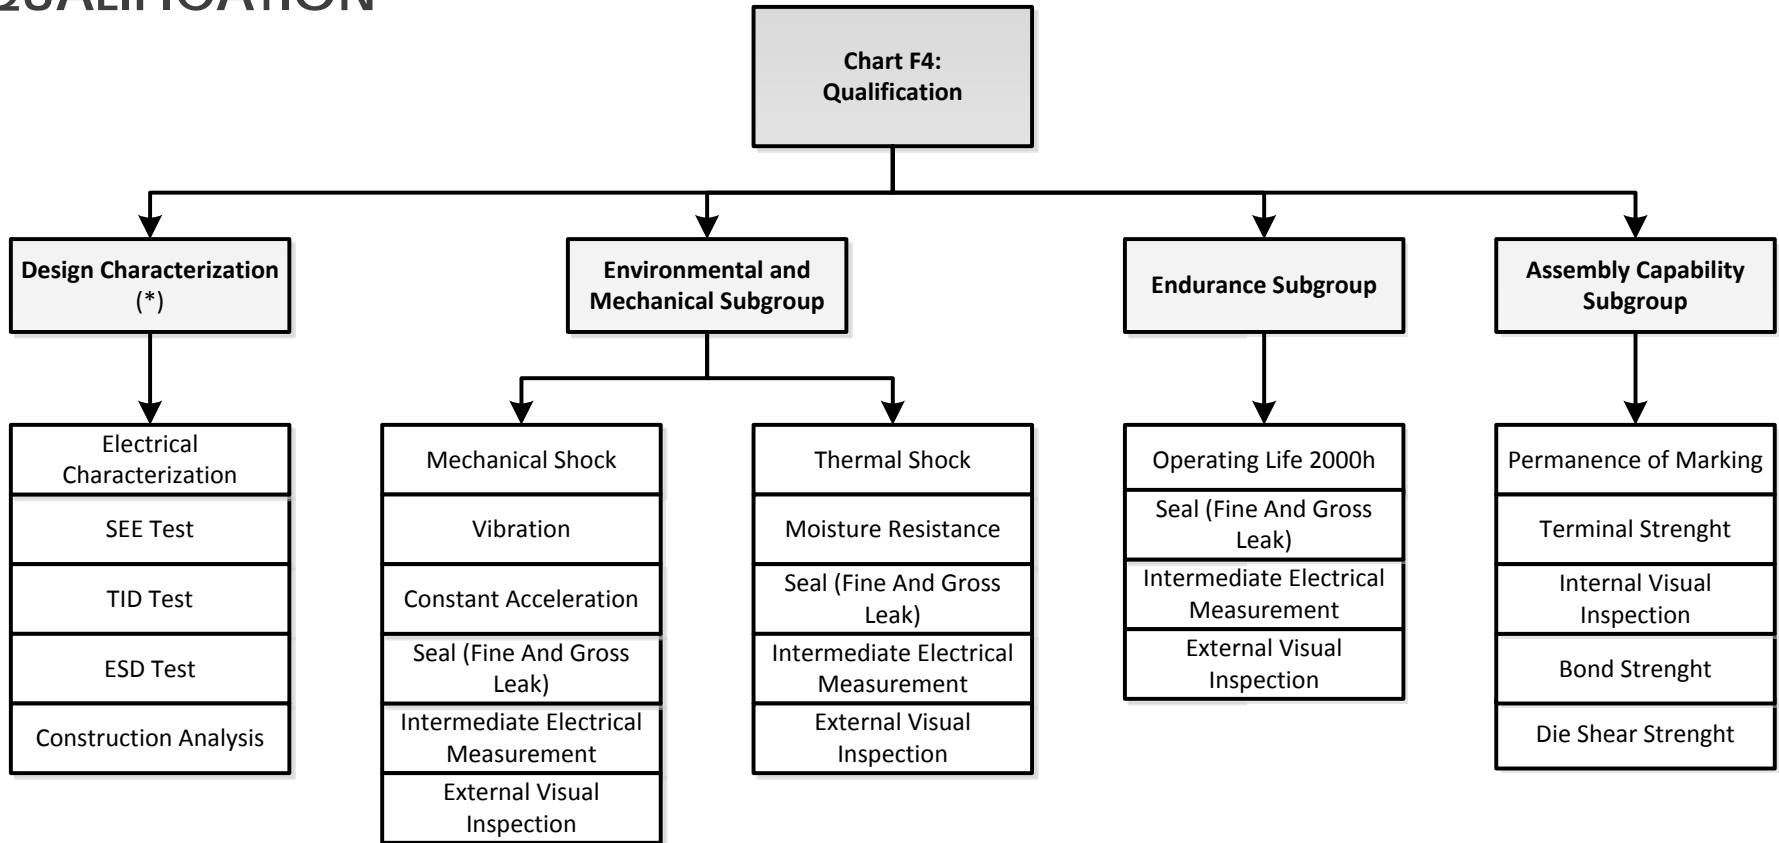 QUALIFICATION
Chart F4:
Qualification
Design Characterization
(*)
Electrical
Characterization
SEE Test
TID Test
ESD Test
Construction Analysis
Environmental and
Mechanical Subgroup
Mechanical Shock
Vibration
Constant Acceleration
Seal (Fine And Gross
Leak)
Intermediate Electrical
Measurement
External Visual
Inspection
Thermal Shock
Moisture Resistance
Seal (Fine And Gross
Leak)
Intermediate Electrical
Measurement
External Visual
Inspection
Endurance Subgroup
Operating Life 2000h
Seal (Fine And Gross
Leak)
Intermediate Electrical
Measurement
External Visual
Inspection
Assembly Capability
Subgroup
Permanence of Marking
Terminal Strenght
Internal Visual
Inspection
Bond Strenght
Die Shear Strenght